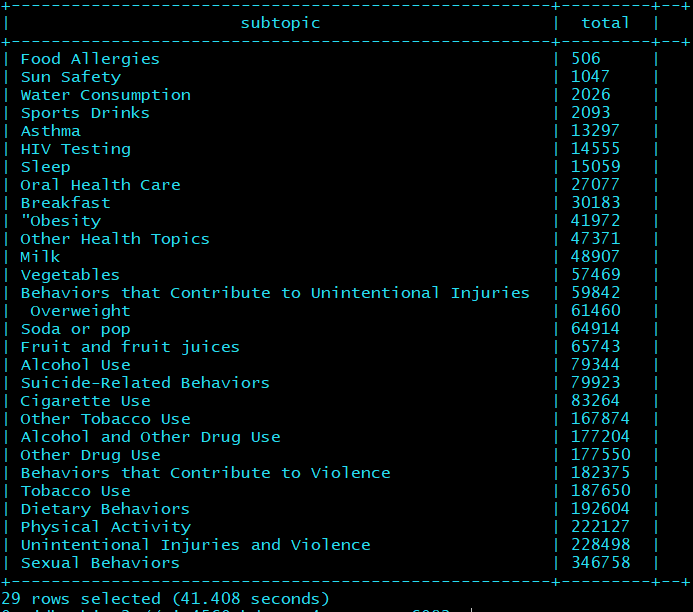 subtopic | total |
| Food Allergies | 506 |
| Sun Safety | 1047 |
| Water Consumption | 2026 |
| Sports Drinks | 2093 |
| Asthma | 13297 |
| HIV Testing | 14555 |
| Sleep | 15059 |
| Oral Health Care | 27077 |
| Breakfast | 30183 |
| "Obesity | 41972 |
| Other Health Topics | 47371 |
| Milk | 48907 |
| Vegetables | 57469 |
| Behaviors that Contribute to Unintentional Injuries | 59842 |
| Overweight | 61460 |
| Soda or pop | 64914 |
| Fruit and fruit juices | 65743 |
| Alcohol Use | 79344 |
| Suicide-Related Behaviors | 79923 |
| Cigarette Use | 83264 |
| Other Tobacco Use | 167874 |
| Alcohol and Other Drug Use | 177204 |
| Other Drug Use | 177550 |
| Behaviors that Contribute to Violence | 182375 |
| Tobacco Use | 187650 |
| Dietary Behaviors | 192604 |
| Physical Activity | 222127 |
| Unintentional Injuries and Violence | 228498 |
| Sexual Behaviors | 346758 |
29 rows selected (41.408 seconds)